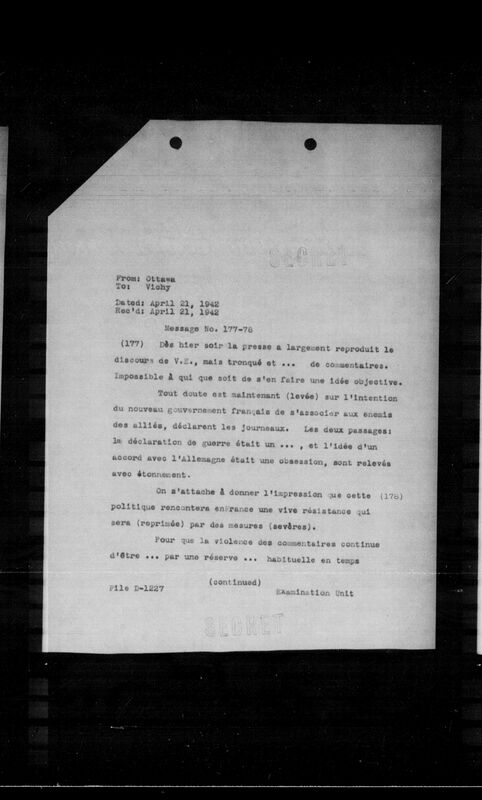 SECRET
From: Ottawa
To: Vichy
Dated: April 21, 1942
Rec'd: April 21, 1942
Message No. 177-78
(177) Dès hier soir la presse a largement reproduit le
discours de V.E., mais tronqué et ... de commentaires.
Impossible à qui que soit de s'en faire une idée objective.
Tout doute est maintenant (levée) sur l'intention
du nouveau gouvernement français de s'associer aux enemis
des alliés, déclarent les journaux. Les deux passages:
la déclaration de guerre était un ... , et l'idée d'un
accord avec l'Allemagne était une obsession, sont relevés
avec étonnement.
On s'attache à donner l'impression que cette (178)
politique rencontera enFrance une vive résistance qui
sera (reprimée) par des mesures (sevères).
Pour que la violence des commentaires continue
d'être ... par une réserve ... habituelle en temps
(continued)
File D-1227
Examination Unit
SECRET